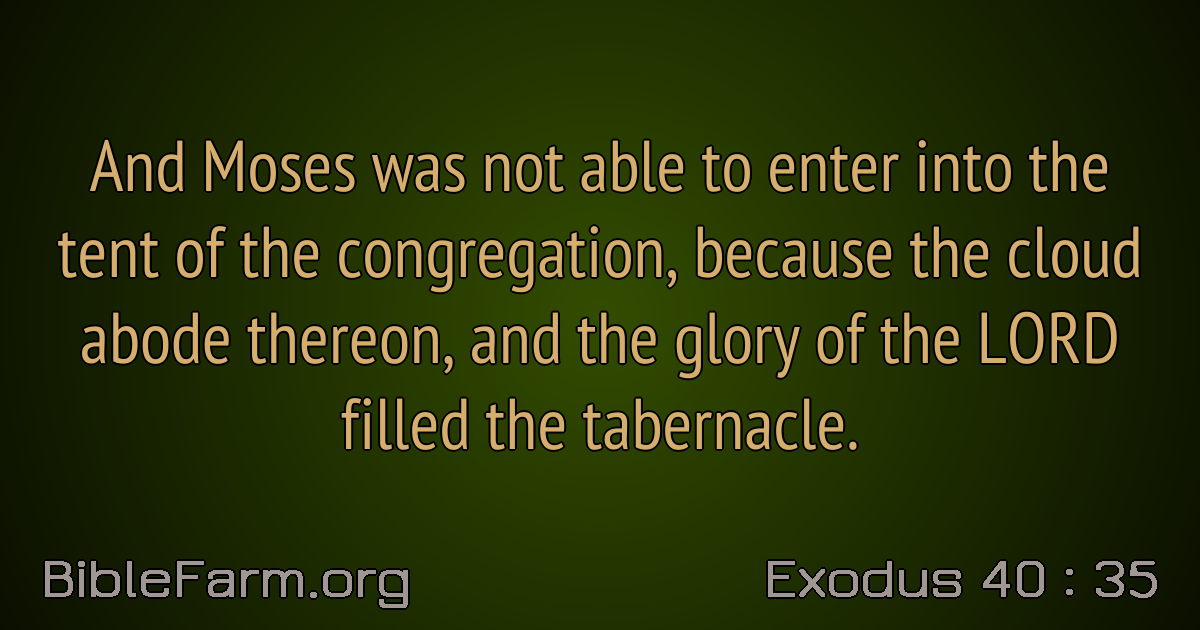 And Moses was not able to enter into the
tent of the congregation, because the cloud
abode thereon, and the glory of the LORD
filled the tabernacle.
BibleFarm.org
Exodus 40 : 35